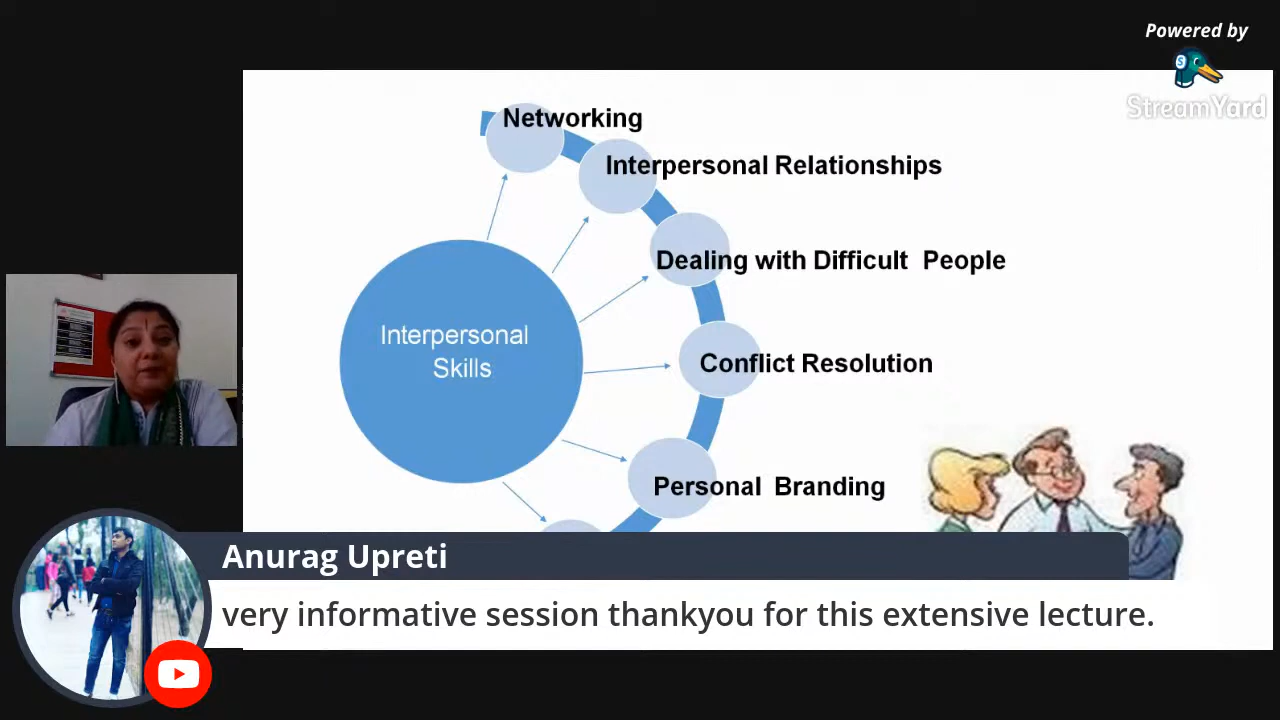 Powered by
StreamYard
Networking
Interpersonal Relationships
Dealing with Difficult People
Interpersonal
Skills
Conflict Resolution
Personal Branding
Anurag Upreti
very informative session thankyou for this extensive lecture.